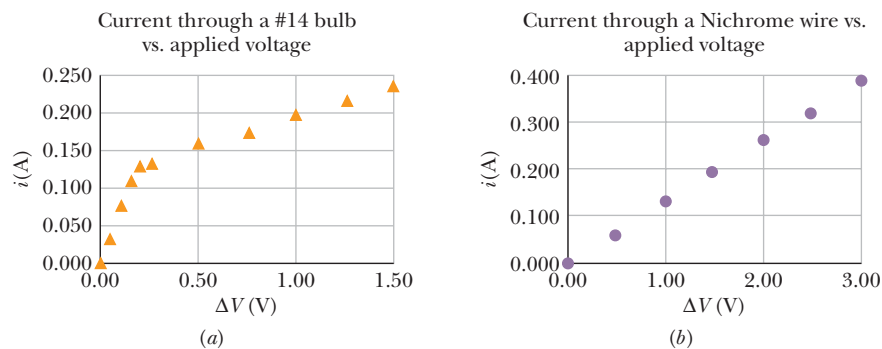 Current through a #14 bulb
vs. applied voltage
0.250
0.200
0.150
0.100
0.050
0.000
i(A)
0.00 0.50 1.00 1.50
ΔV (V)
(a)
Current through a Nichrome wire vs.
applied voltage
0.400
0.300
0.200
0.100
0.000
i(A)
0.00 1.00 2.00 3.00
ΔV (V)
(b)